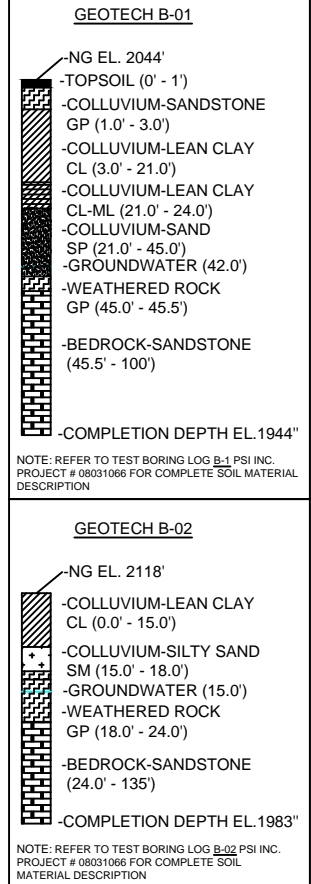 GEOTECH B-01
-NG EL. 2044'
-TOPSOIL (0' - 1')
-COLLUVIUM-SANDSTONE
GP (1.0' - 3.0')
-COLLUVIUM-LEAN CLAY
CL (3.0' - 21.0')
-COLLUVIUM-LEAN CLAY
CL-ML (21.0' - 24.0')
-COLLUVIUM-SAND
SP (21.0' - 45.0')
-GROUNDWATER (42.0')
-WEATHERED ROCK
GP (45.0' - 45.5')
-BEDROCK-SANDSTONE
(45.5' - 100')
-COMPLETION DEPTH EL.1944"
NOTE: REFER TO TEST BORING LOG B-1 PSI INC.
PROJECT # 08031066 FOR COMPLETE SOIL MATERIAL
DESCRIPTION
GEOTECH B-02
-NG EL. 2118'
-COLLUVIUM-LEAN CLAY
CL (0.0' - 15.0')
-COLLUVIUM-SILTY SAND
SM (15.0' - 18.0')
-GROUNDWATER (15.0')
-WEATHERED ROCK
GP (18.0' - 24.0')
-BEDROCK-SANDSTONE
(24.0' - 135')
-COMPLETION DEPTH EL.1983"
NOTE: REFER TO TEST BORING LOG B-02 PSI INC.
PROJECT # 08031066 FOR COMPLETE SOIL
MATERIAL DESCRIPTION